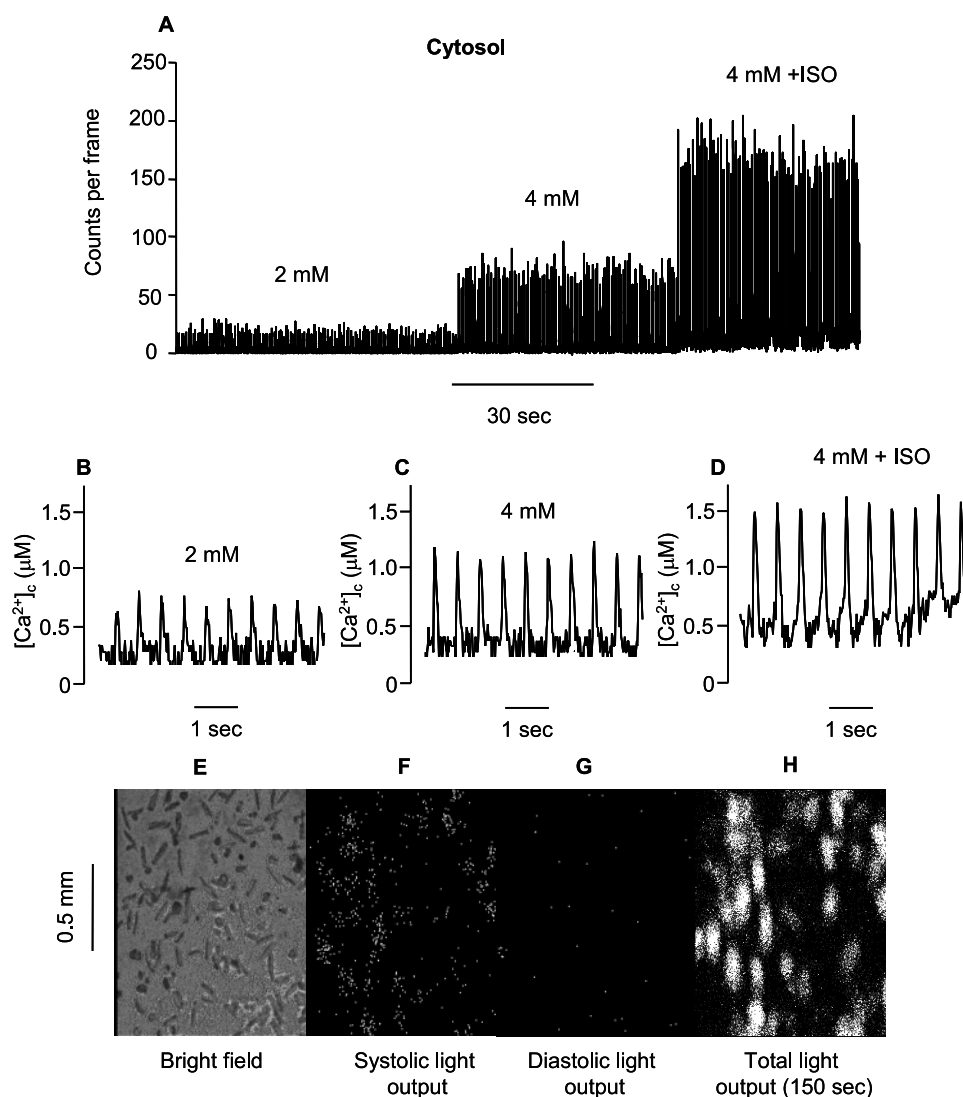 A
Cytosol
250
200
150
100
50
0
Counts per frame
2 mM
4 mM
4 mM +ISO
30 sec
B
1.5
1.0
0.5
0
[Ca²⁺]c (μM)
2 mM
1 sec
C
1.5
1.0
0.5
0
[Ca²⁺]c (μM)
4 mM
1 sec
D
4 mM + ISO
1.5
1.0
0.5
0
[Ca²⁺]c (μM)
1 sec
E
F
G
H
0.5 mm
Bright field
Systolic light
output
Diastolic light
output
Total light
output (150 sec)